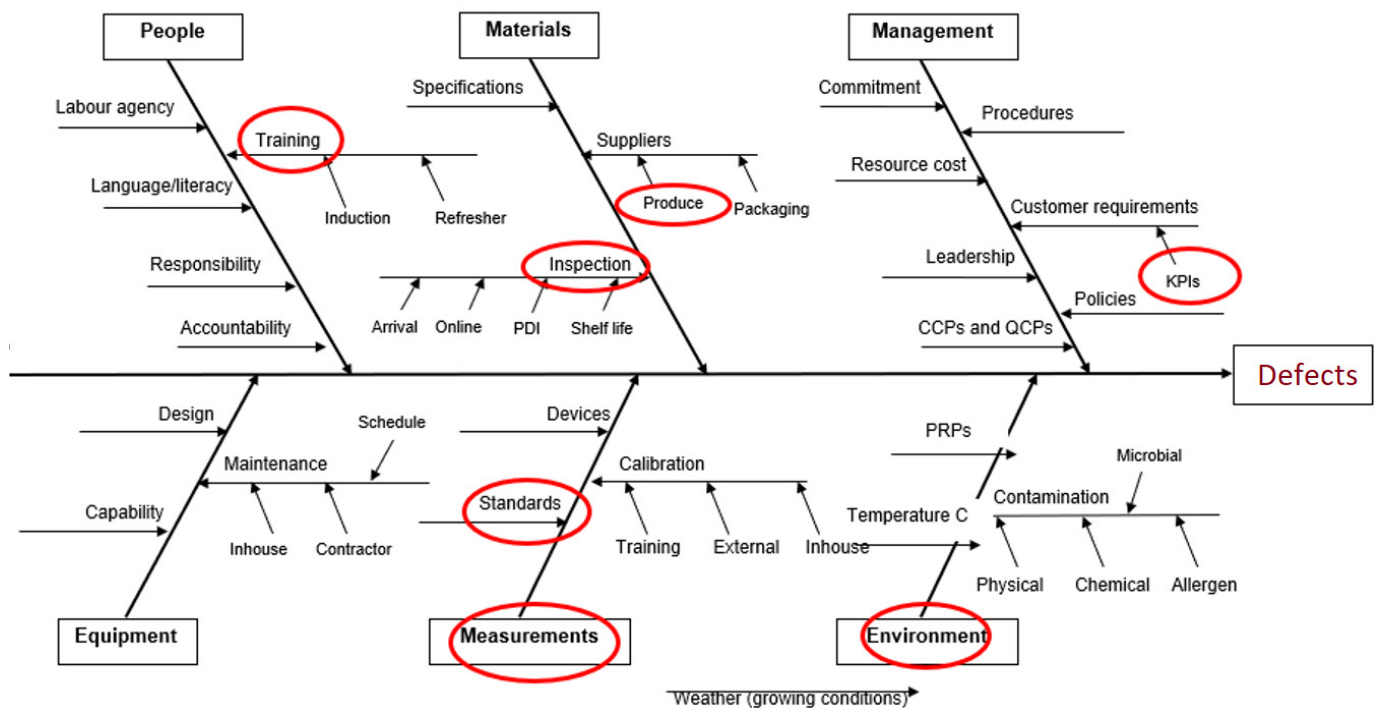 People
Materials
Management
Specifications
Commitment
Labour agency
Procedures
Training
Suppliers
Resource cost
Language/literacy
Produce
Packaging
Induction
Refresher
Customer requirements
Responsibility
Inspection
Leadership
KPIs
Policies
Accountability
Arrival
Online
PDI
Shelf life
CCPs and QCPs
Defects
Design
Schedule
Devices
PRPs
Maintenance
Calibration
Microbial
Capability
Standards
Contamination
Temperature C
Inhouse
Contractor
Training
External
Inhouse
Physical
Chemical
Allergen
Equipment
Measurements
Environment
Weather (growing conditions)